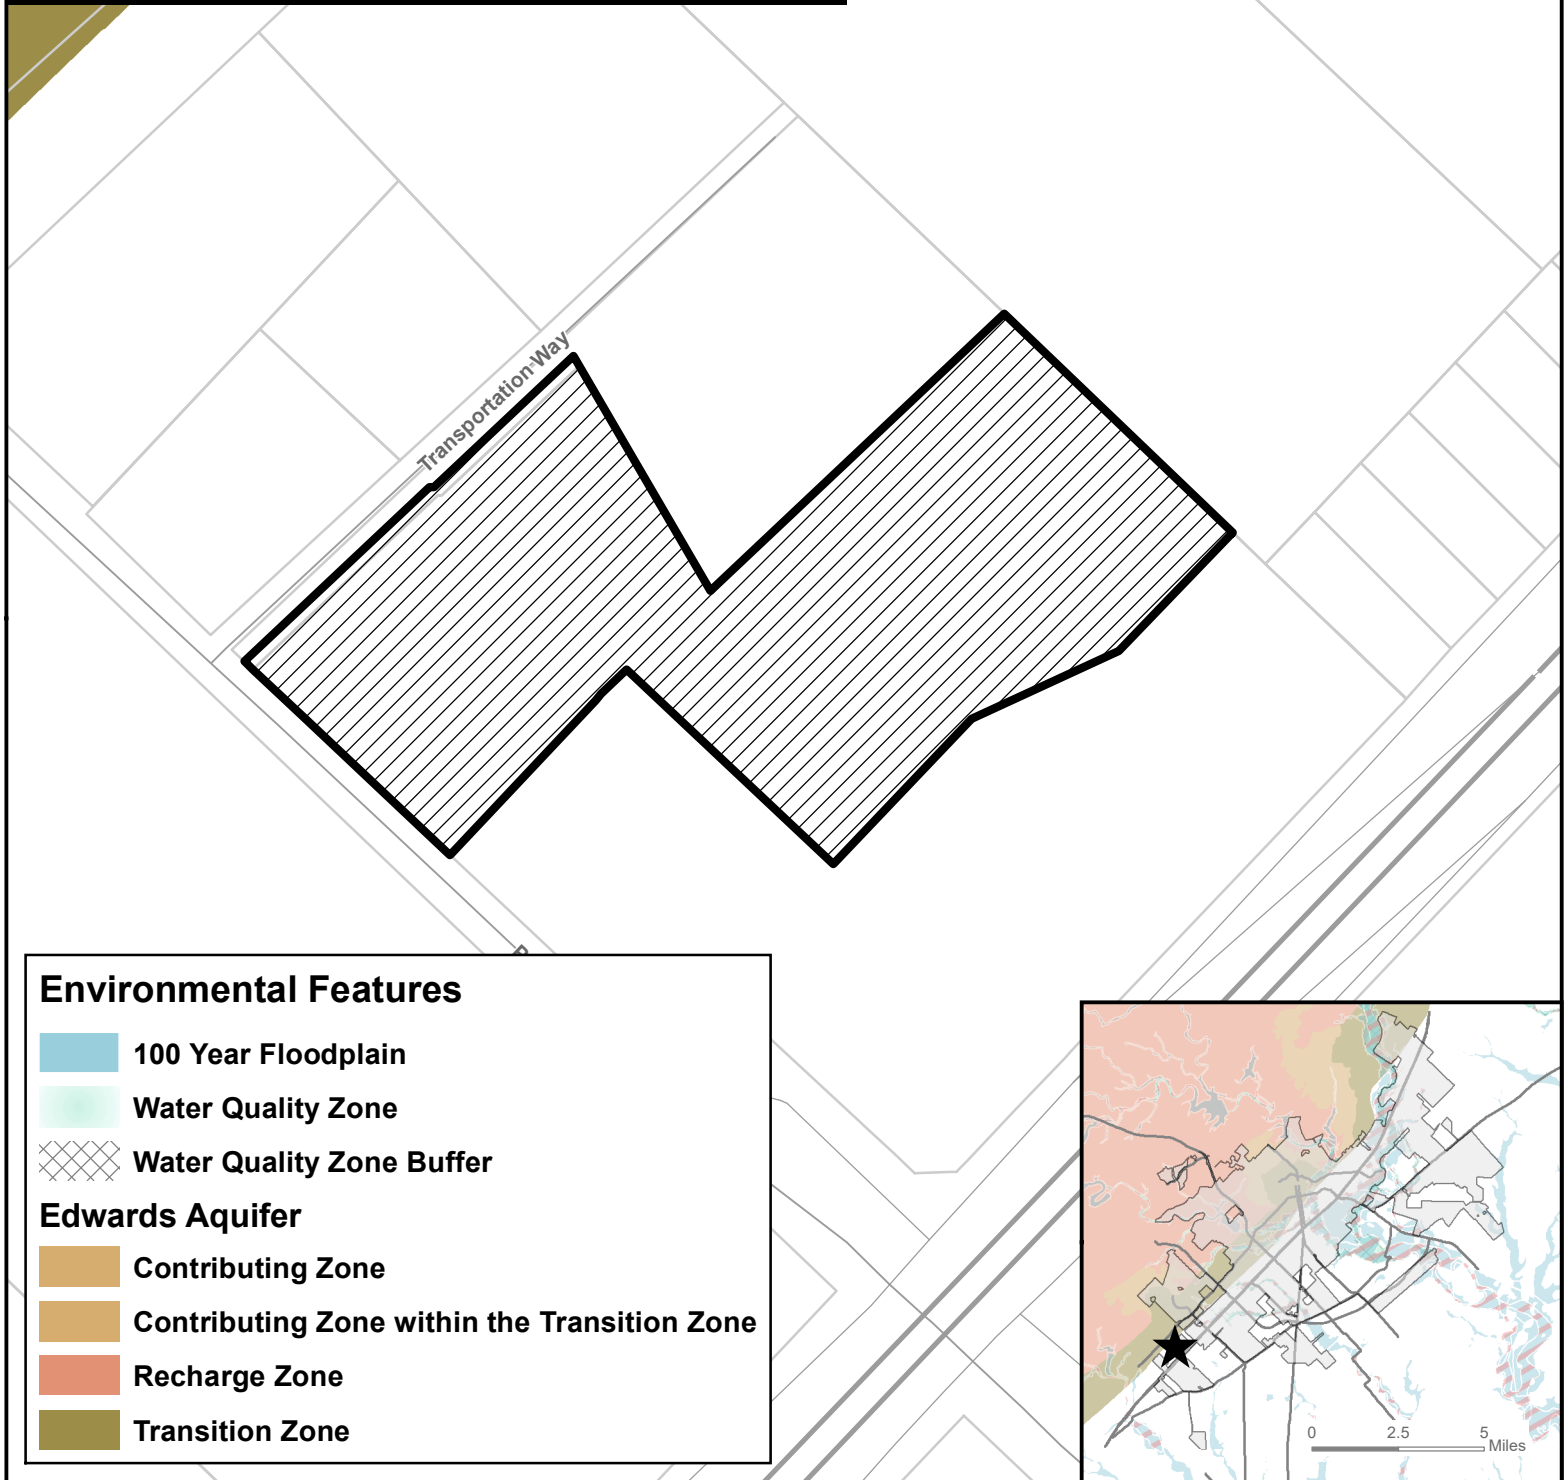 Transportation Way
Environmental Features
100 Year Floodplain
Water Quality Zone
Water Quality Zone Buffer
Edwards Aquifer
Contributing Zone
Contributing Zone within the Transition Zone
Recharge Zone
Transition Zone
0 2.5 5
Miles